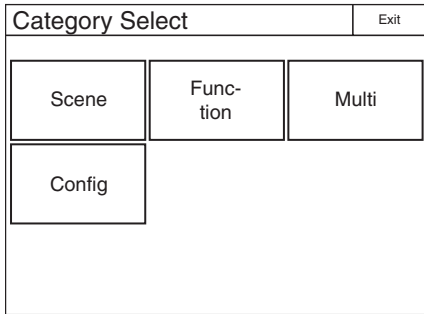 Category Select
Exit
Scene
Func-
tion
Multi
Config